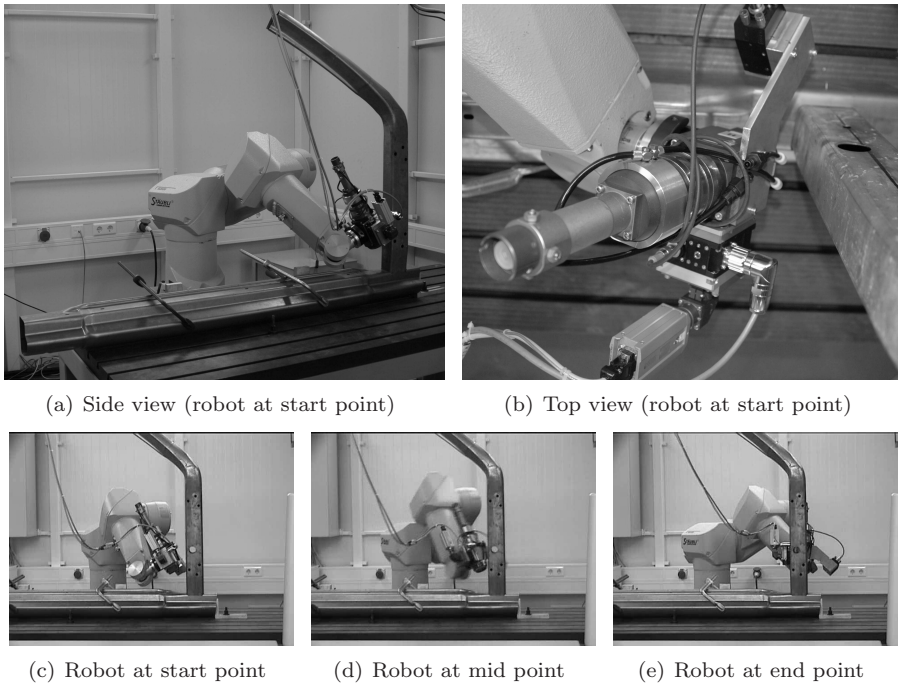 STÄUBLI
(a) Side view (robot at start point)
(b) Top view (robot at start point)
(c) Robot at start point
(d) Robot at mid point
(e) Robot at end point